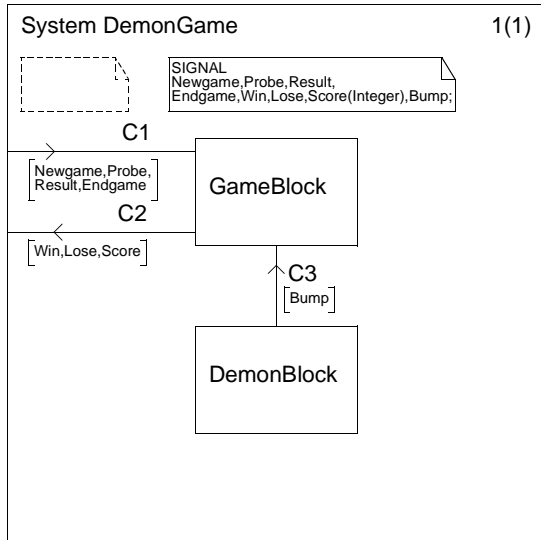 System DemonGame 1(1)
SIGNAL
Newgame,Probe,Result,
Endgame,Win,Lose,Score(Integer),Bump;
C1
Newgame,Probe,
Result,Endgame
GameBlock
C2
Win,Lose,Score
C3
Bump
DemonBlock